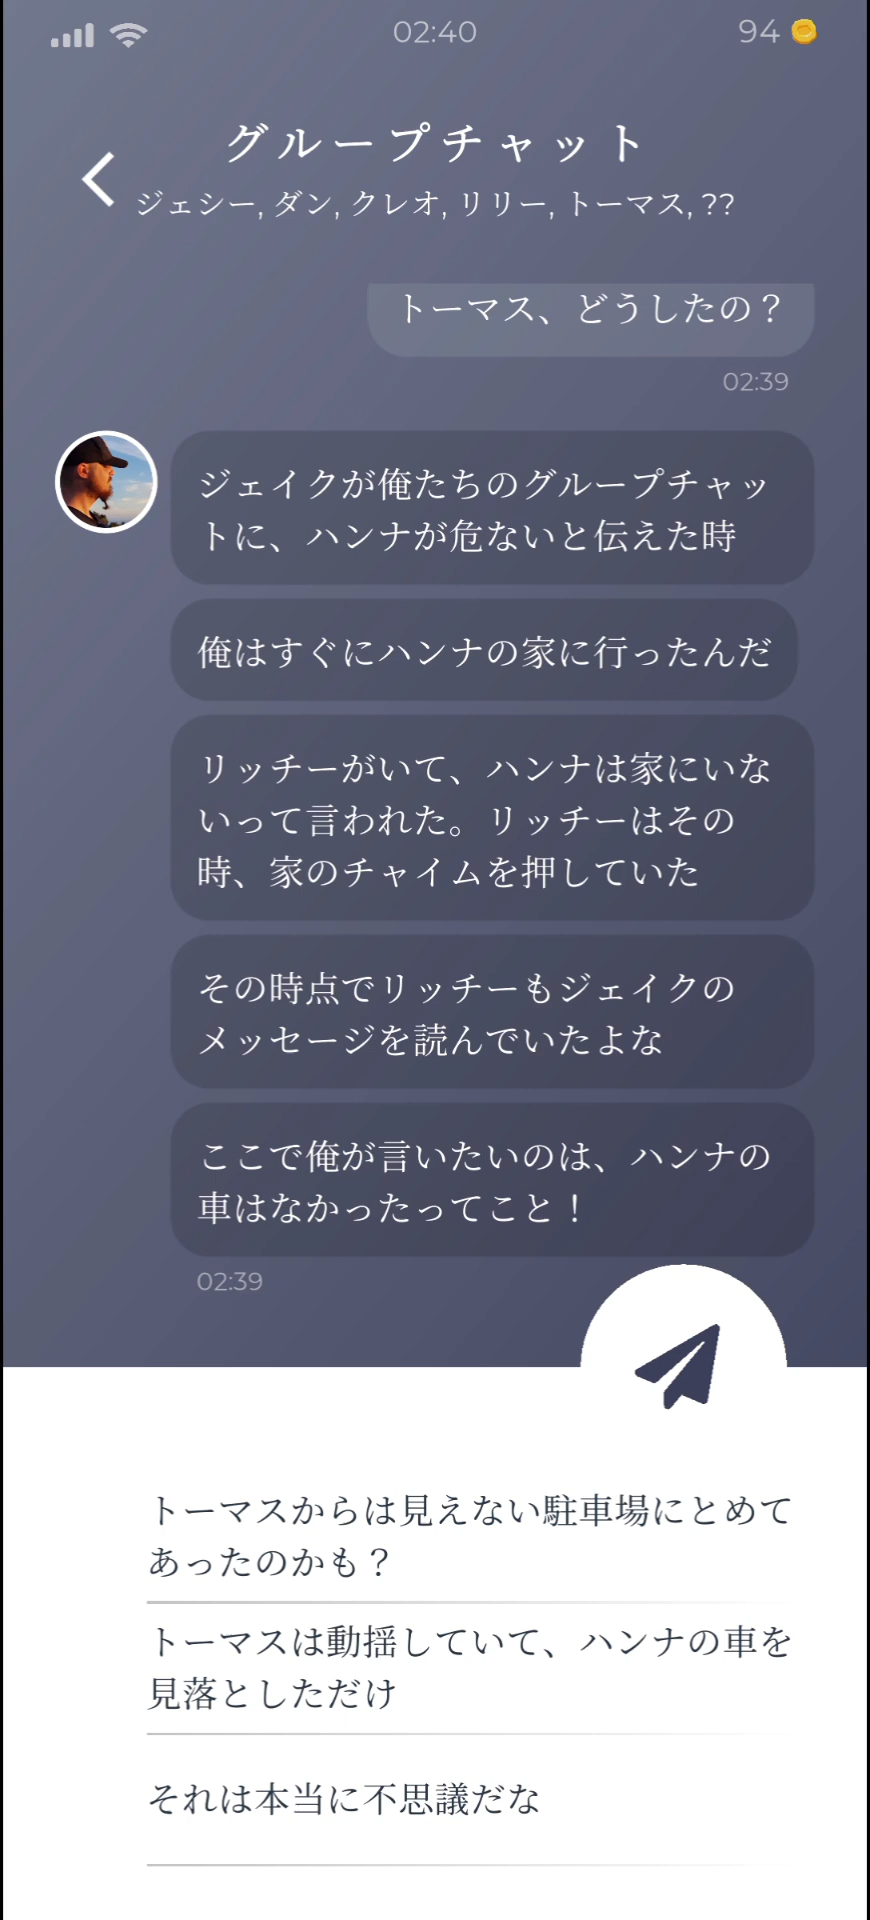 02:40
94
グループチャット
ジェシー, ダン, クレオ, リリー, トーマス, ??
トーマス、どうしたの？
02:39
ジェイクが俺たちのグループチャッ
トに、ハンナが危ないと伝えた時
俺はすぐにハンナの家に行ったんだ
リッチーがいて、ハンナは家にいな
いって言われた。リッチーはその
時、家のチャイムを押していた
その時点でリッチーもジェイクの
メッセージを読んでいたよな
ここで俺が言いたいのは、ハンナの
車はなかったってこと！
02:39
トーマスからは見えない駐車場にとめて
あったのかも？
トーマスは動揺していて、ハンナの車を
見落としただけ
それは本当に不思議だな